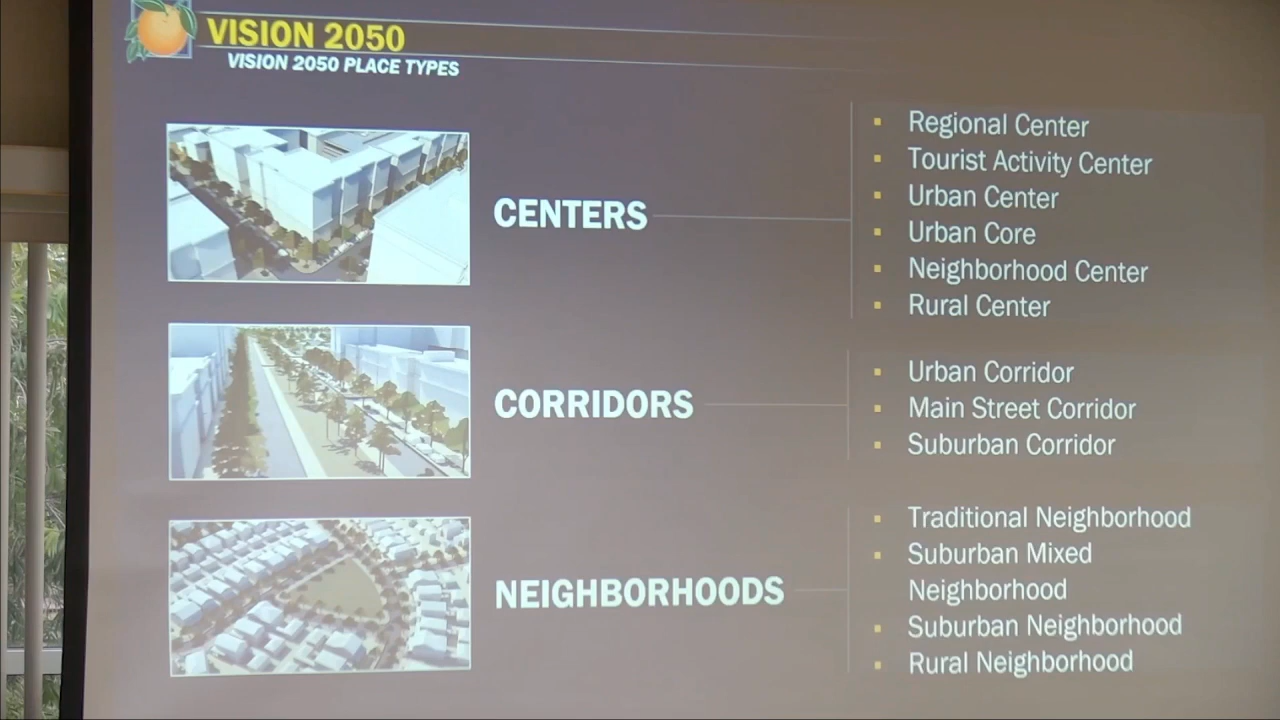 VISION 2050
VISION 2050 PLACE TYPES
CENTERS
Regional Center
Tourist Activity Center
Urban Center
Urban Core
Neighborhood Center
Rural Center
CORRIDORS
Urban Corridor
Main Street Corridor
Suburban Corridor
NEIGHBORHOODS
Traditional Neighborhood
Suburban Mixed
Neighborhood
Suburban Neighborhood
Rural Neighborhood